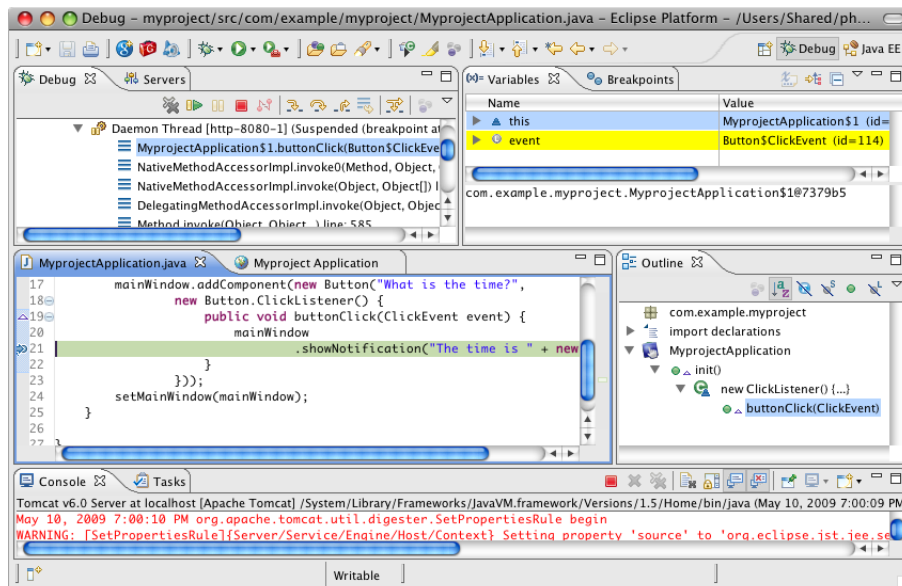 Debug – myproject/src/com/example/myproject/MyprojectApplication.java – Eclipse Platform – /Users/Shared/ph...
Debug Java EE
Debug Servers
Daemon Thread [http-8080-1] (Suspended (breakpoint at
MyprojectApplication$1.buttonClick(Button$ClickEve
NativeMethodAccessorImpl.invoke0(Method, Object,
NativeMethodAccessorImpl.invoke(Object, Object[]) l
DelegatingMethodAccessorImpl.invoke(Object, Objec
Method.invoke(Object, Object...) line: 585
(x)= Variables Breakpoints
Name Value
this MyprojectApplication$1 (id=
event Button$ClickEvent (id=114)
com.example.myproject.MyprojectApplication$1@7379b5
MyprojectApplication.java Myproject Application
17 mainWindow.addComponent(new Button("What is the time?",
18 new Button.ClickListener() {
19 public void buttonClick(ClickEvent event) {
20 mainWindow
21 .showNotification("The time is " + new
22 }
23 }));
24 setMainWindow(mainWindow);
25 }
26
27 }
Outline
com.example.myproject
import declarations
MyprojectApplication
init()
new ClickListener() {...}
buttonClick(ClickEvent)
Console Tasks
Tomcat v6.0 Server at localhost [Apache Tomcat] /System/Library/Frameworks/JavaVM.framework/Versions/1.5/Home/bin/java (May 10, 2009 7:00:09 PM
May 10, 2009 7:00:10 PM org.apache.tomcat.util.digester.SetPropertiesRule begin
WARNING: [SetPropertiesRule]{Server/Service/Engine/Host/Context} Setting property 'source' to 'org.eclipse.jst.jee.se
Writable